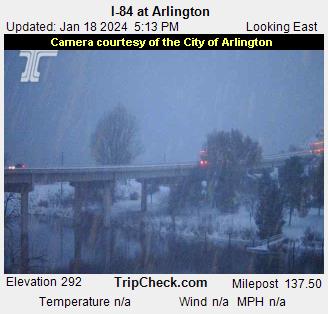 I-84 at Arlington
Updated: Jan 18 2024 5:13 PM Looking East
Camera courtesy of the City of Arlington
Elevation 292 TripCheck.com Milepost 137.50
Temperature n/a Wind n/a MPH n/a